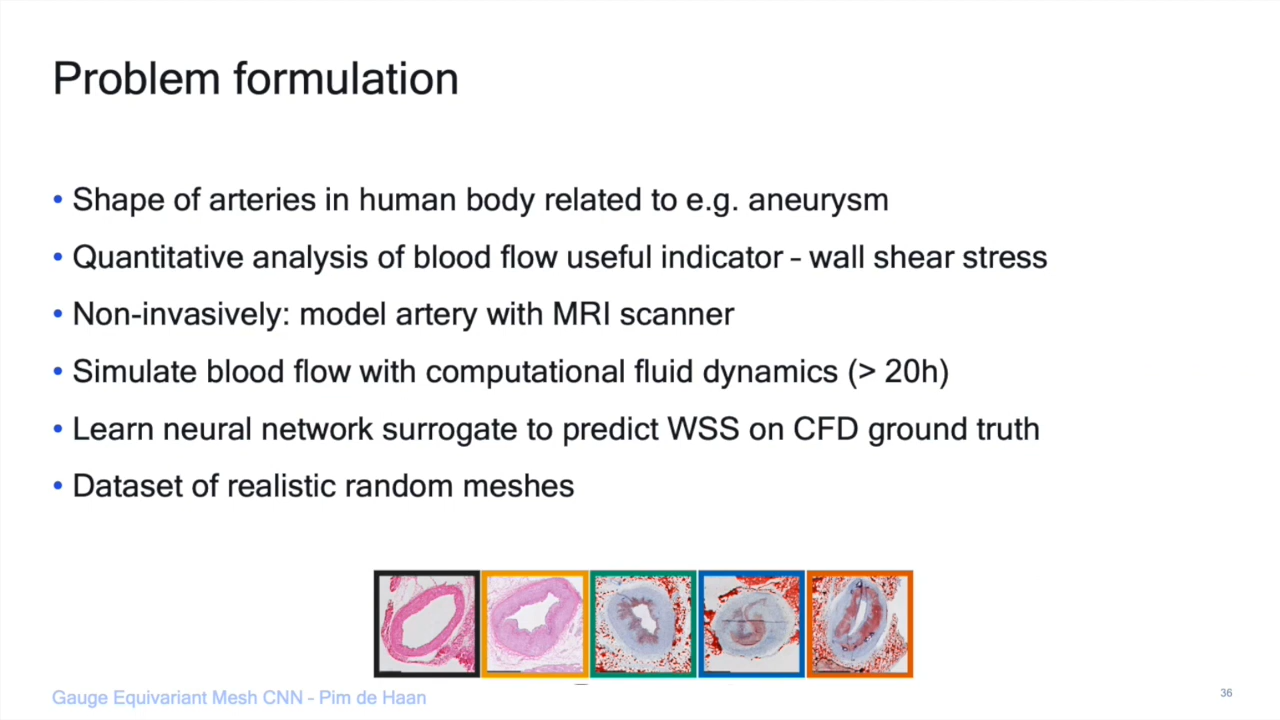 Problem formulation
• Shape of arteries in human body related to e.g. aneurysm
• Quantitative analysis of blood flow useful indicator - wall shear stress
• Non-invasively: model artery with MRI scanner
• Simulate blood flow with computational fluid dynamics (> 20h)
• Learn neural network surrogate to predict WSS on CFD ground truth
• Dataset of realistic random meshes
Gauge Equivariant Mesh CNN - Pim de Haan
36